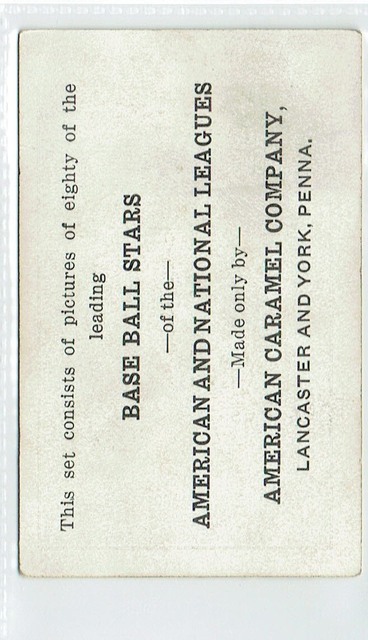 This set consists of pictures of eighty of the
leading
BASE BALL STARS
—of the—
AMERICAN AND NATIONAL LEAGUES
—Made only by—
AMERICAN CARAMEL COMPANY,
LANCASTER AND YORK, PENNA.